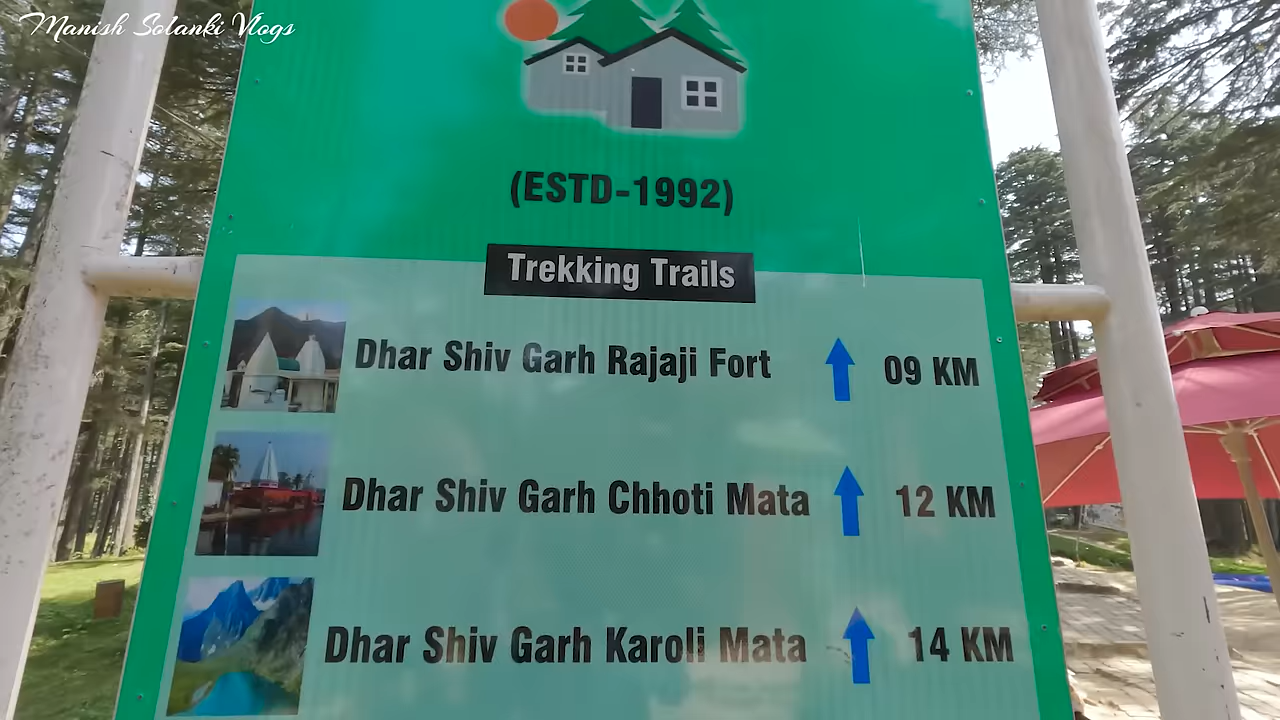 Manish Solanki Vlogs
(ESTD-1992)
Trekking Trails
Dhar Shiv Garh Rajaji Fort 09 KM
Dhar Shiv Garh Chhoti Mata 12 KM
Dhar Shiv Garh Karoli Mata 14 KM